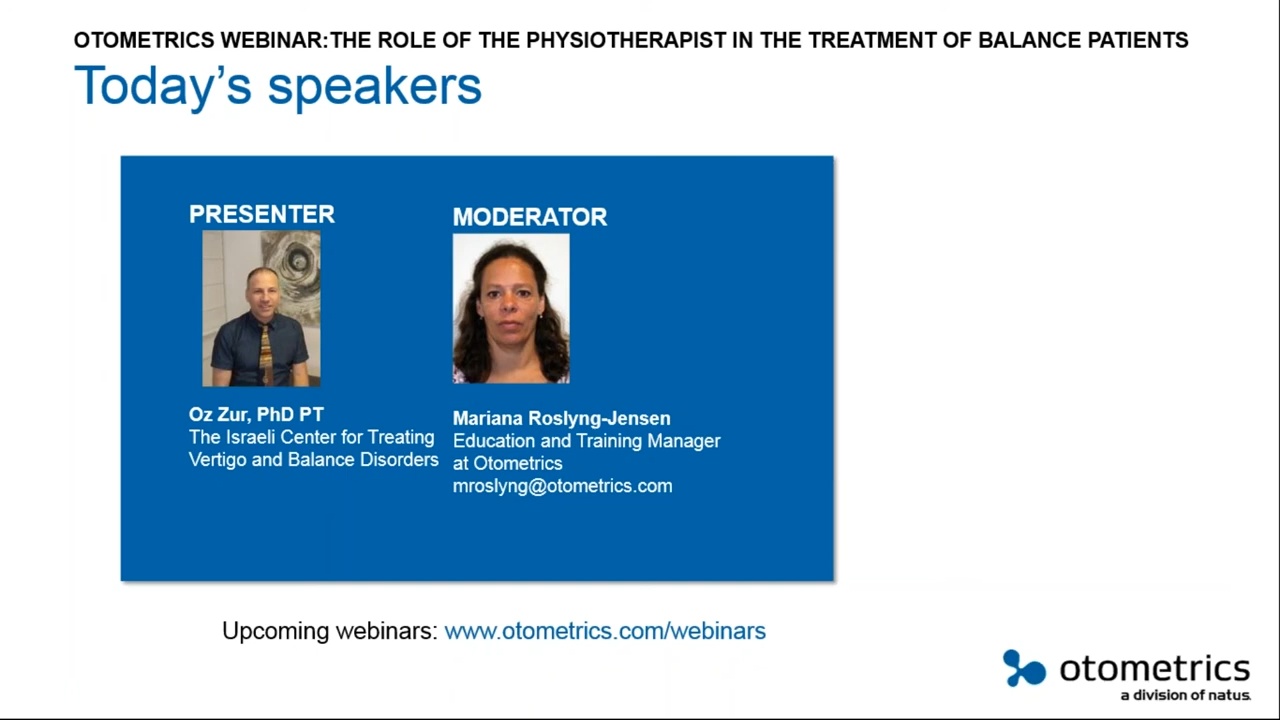 OTOMETRICS WEBINAR:THE ROLE OF THE PHYSIOTHERAPIST IN THE TREATMENT OF BALANCE PATIENTS
Today's speakers
PRESENTER
Oz Zur, PhD PT
The Israeli Center for Treating
Vertigo and Balance Disorders
MODERATOR
Mariana Roslyng-Jensen
Education and Training Manager
at Otometrics
mroslyng@otometrics.com
Upcoming webinars: www.otometrics.com/webinars
otometrics
a division of natus.